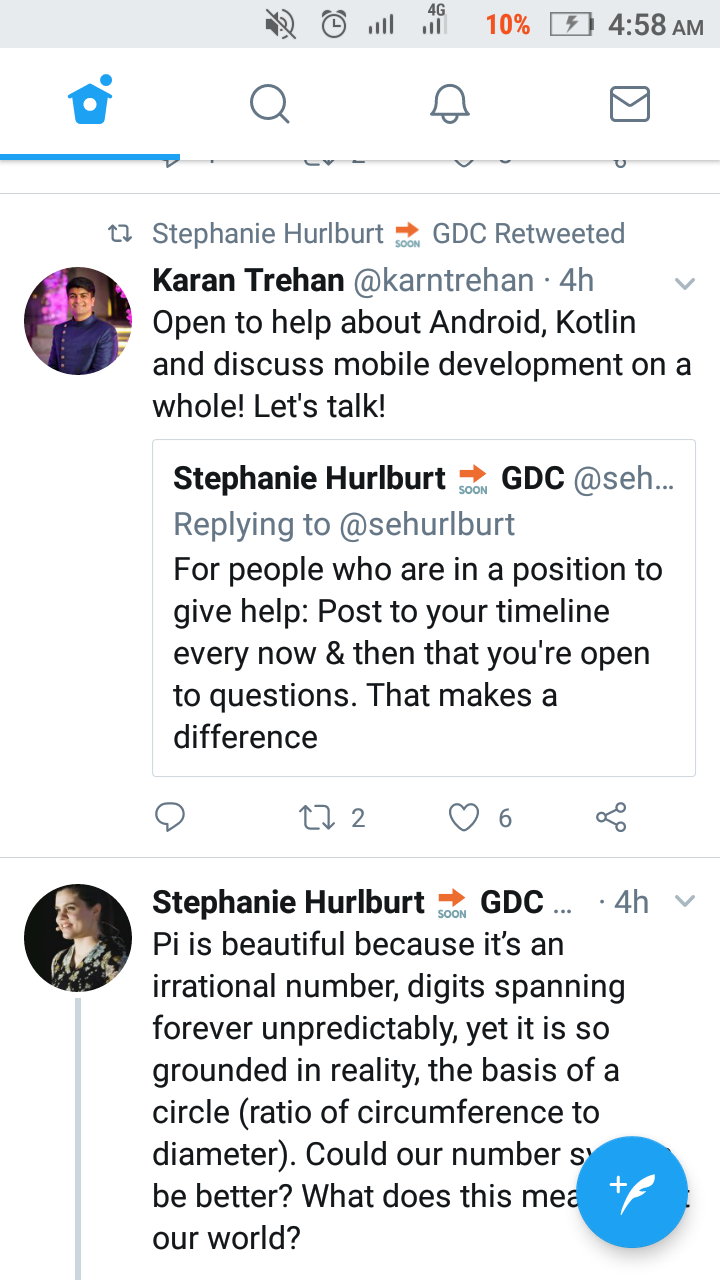 4G
10%
4:58 AM
2
Stephanie Hurlburt SOON GDC Retweeted
Karan Trehan @karntrehan · 4h
Open to help about Android, Kotlin
and discuss mobile development on a
whole! Let's talk!
Stephanie Hurlburt SOON GDC @seh...
Replying to @sehurlburt
For people who are in a position to
give help: Post to your timeline
every now & then that you're open
to questions. That makes a
difference
2
6
Stephanie Hurlburt SOON GDC ... · 4h
Pi is beautiful because it’s an
irrational number, digits spanning
forever unpredictably, yet it is so
grounded in reality, the basis of a
circle (ratio of circumference to
diameter). Could our number
be better? What does this
our world?